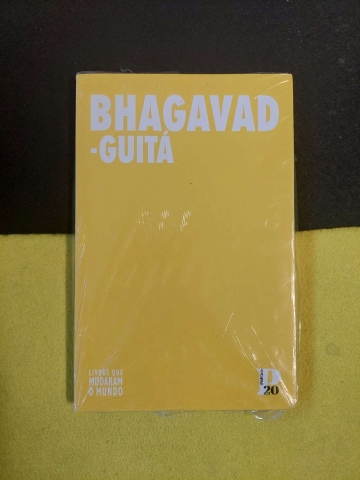 BHAGAVAD
-GUITÁ
LIVROS QUE
MUDARAM
O MUNDO
P
20